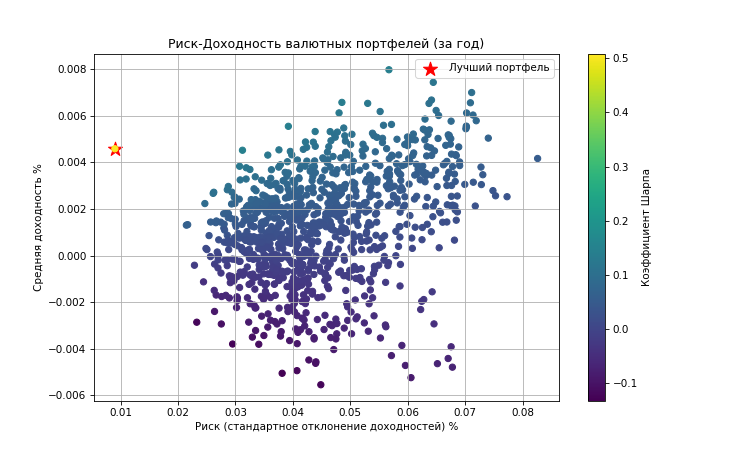 Риск-Доходность валютных портфелей (за год)
Лучший портфель
Средняя доходность %
0.008
0.006
0.004
0.002
0.000
−0.002
−0.004
−0.006
0.01 0.02 0.03 0.04 0.05 0.06 0.07 0.08
Риск (стандартное отклонение доходностей) %
0.5
0.4
0.3
0.2
0.1
0.0
−0.1
Коэффициент Шарпа